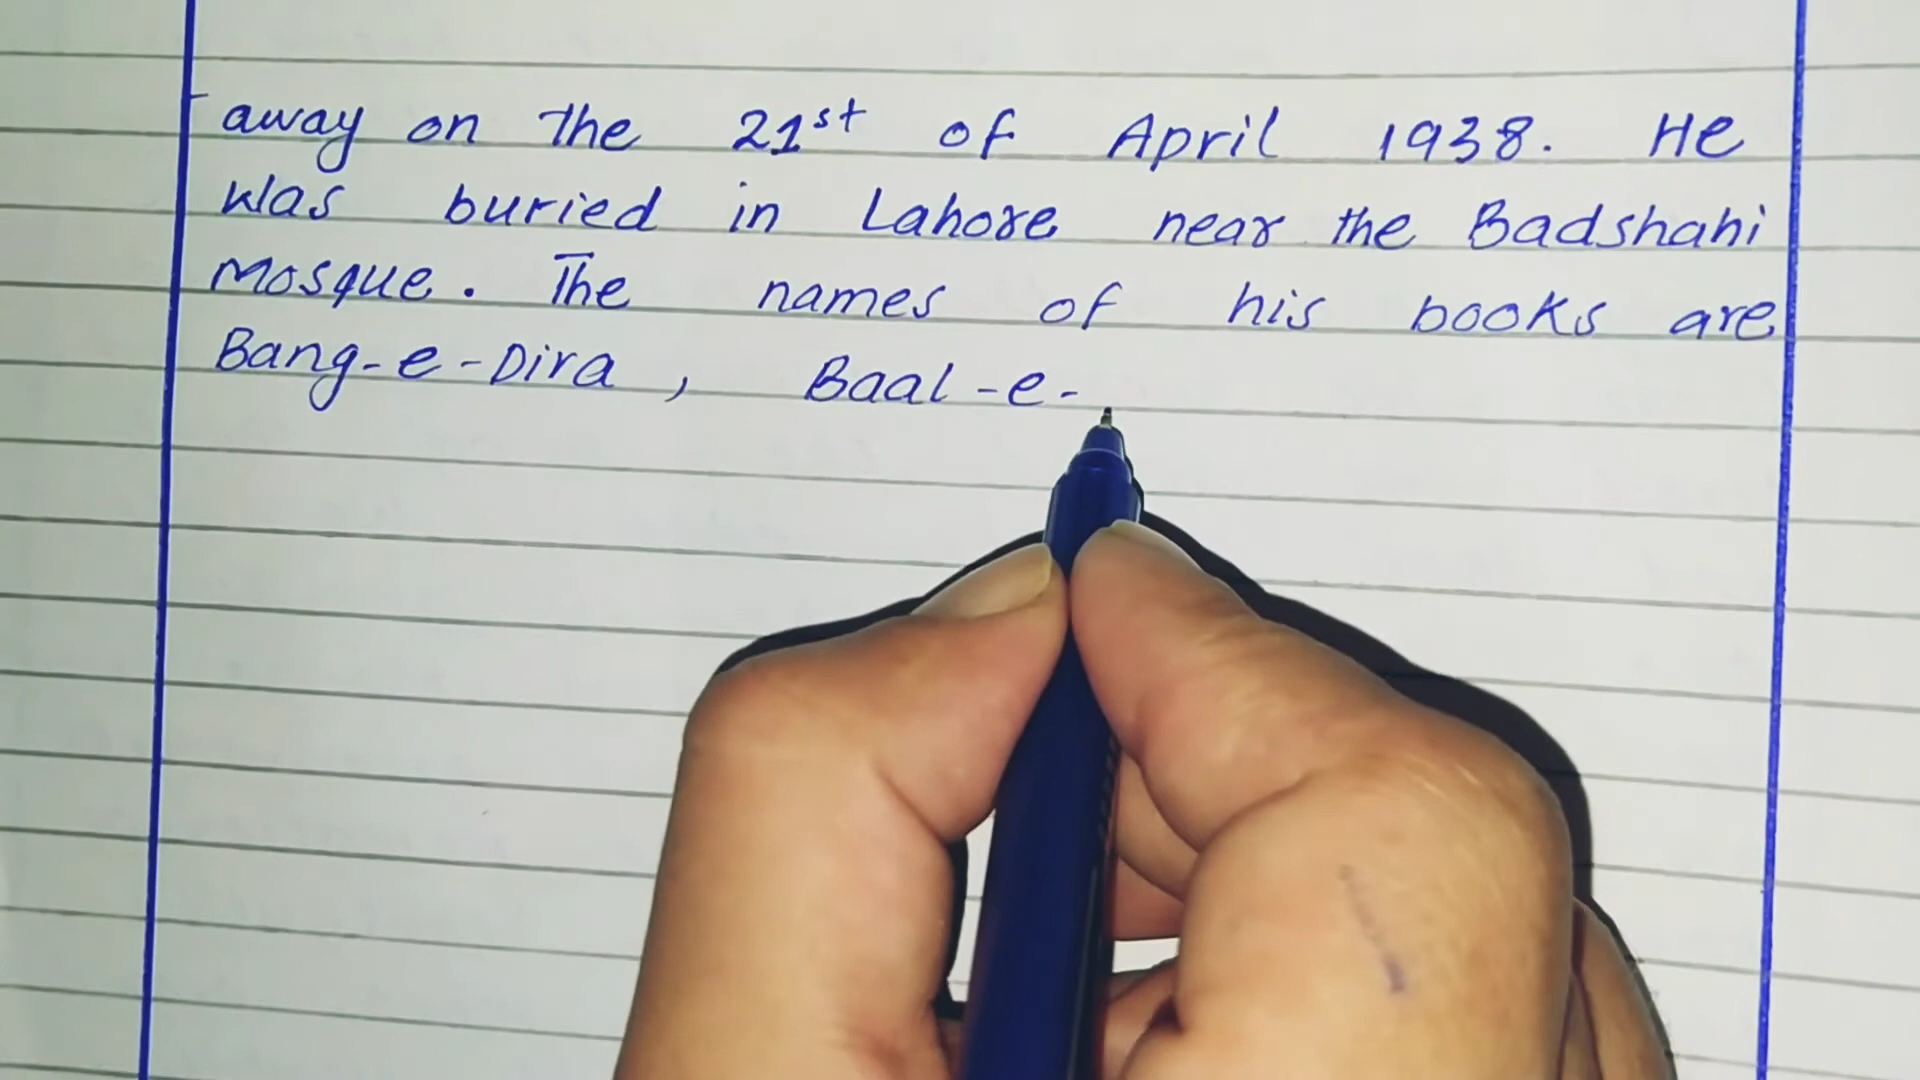 away on the 21st of April 1938. He
was buried in Lahore near the Badshahi
Mosque. The names of his books are
Bang-e-Dira, Baal-e-